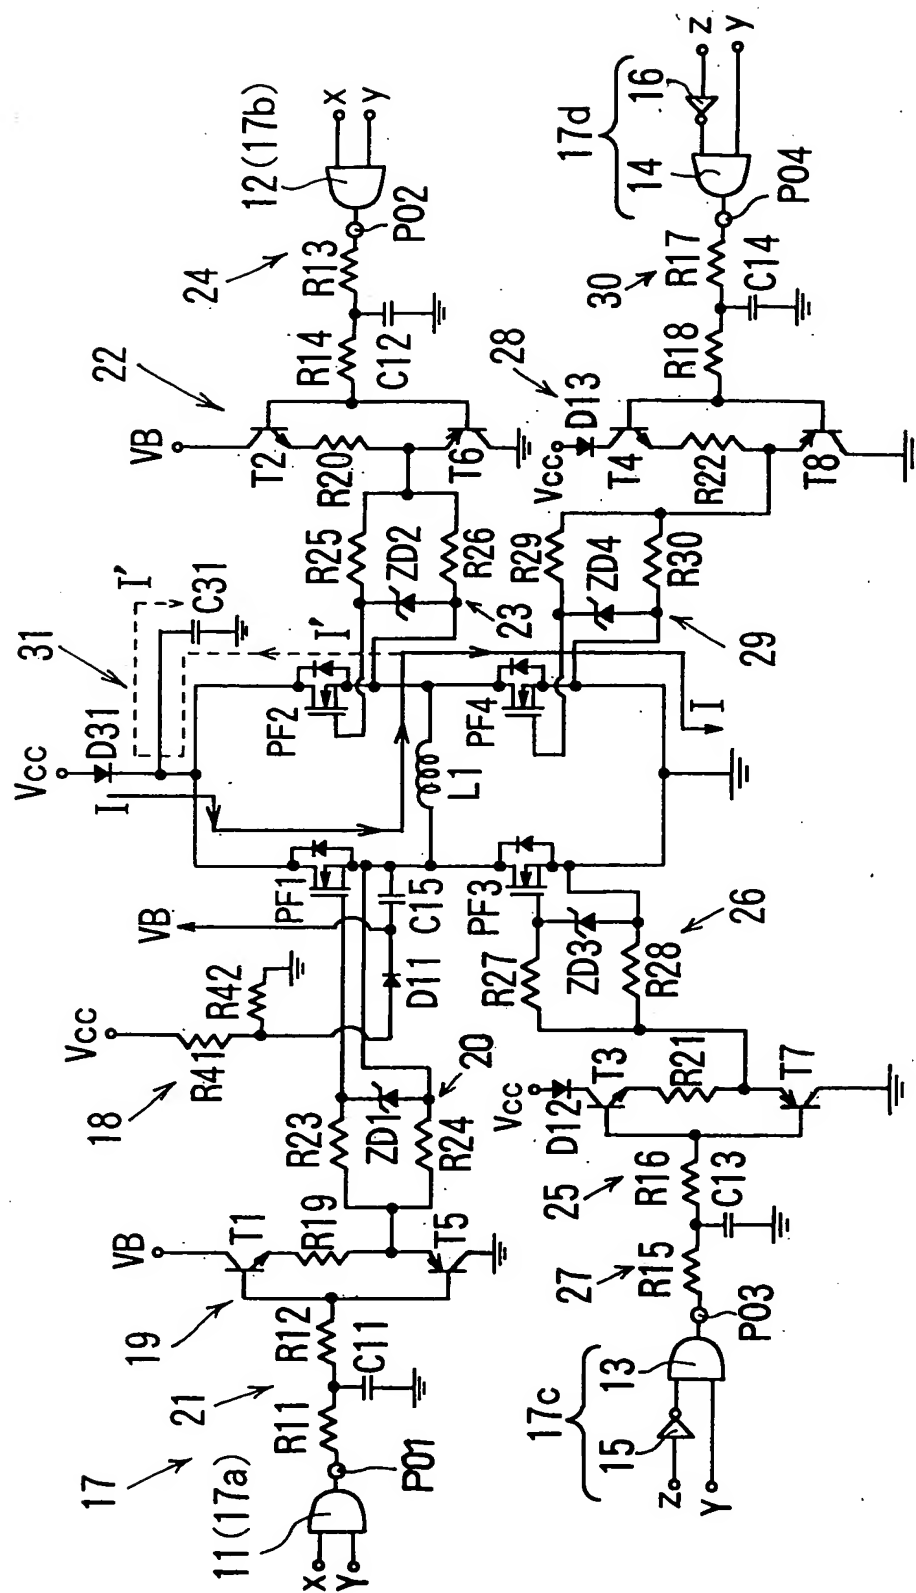 17
19
21
11(17a)
x
y
P01
R11
C11
R12
VB
T1
R19
T5
R23
ZD1
R24
20
18
Vcc
R41
R42
D11
VB
C15
PF1
I
Vcc
D31
31
I'
I'
C31
PF2
L1
R25
ZD2
R26
23
VB
22
T2
R20
T6
R14
C12
24
R13
P02
12(17b)
x
y
17c
15
z
y
13
P03
27
R15
C13
25
R16
Vcc
D12
T3
R21
T7
R27
ZD3
R28
26
PF3
PF4
I
R29
ZD4
R30
29
28
Vcc
D13
T4
R22
T8
R18
C14
30
R17
P04
17d
14
16
z
y